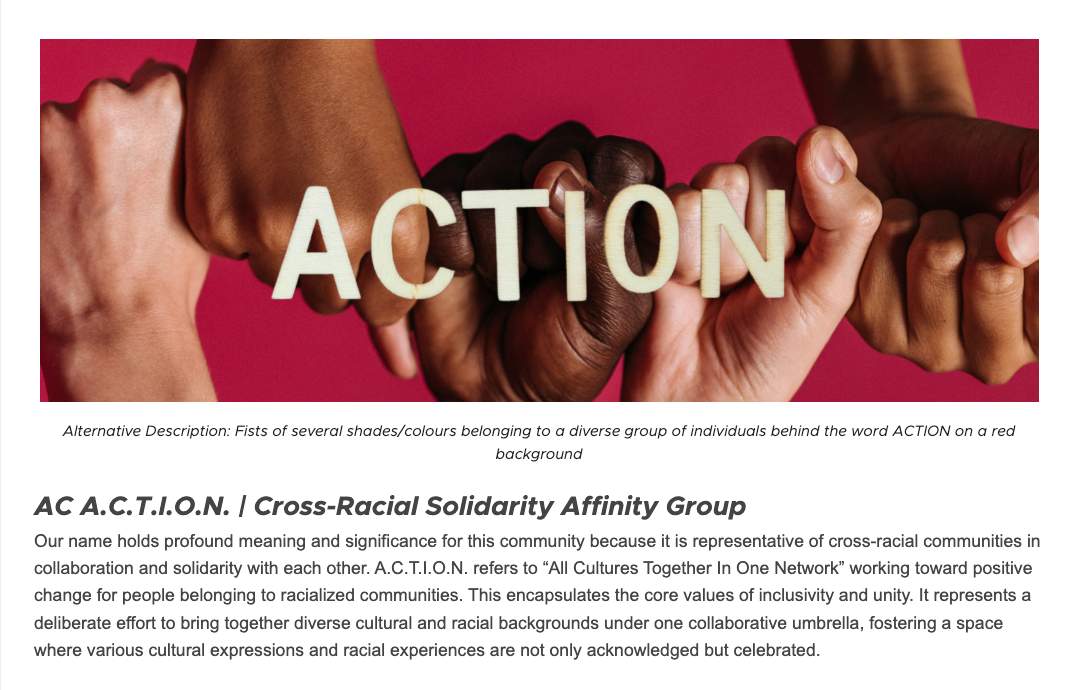 ACTION
Alternative Description: Fists of several shades/colours belonging to a diverse group of individuals behind the word ACTION on a red
background
AC A.C.T.I.O.N. | Cross-Racial Solidarity Affinity Group
Our name holds profound meaning and significance for this community because it is representative of cross-racial communities in
collaboration and solidarity with each other. A.C.T.I.O.N. refers to “All Cultures Together In One Network” working toward positive
change for people belonging to racialized communities. This encapsulates the core values of inclusivity and unity. It represents a
deliberate effort to bring together diverse cultural and racial backgrounds under one collaborative umbrella, fostering a space
where various cultural expressions and racial experiences are not only acknowledged but celebrated.